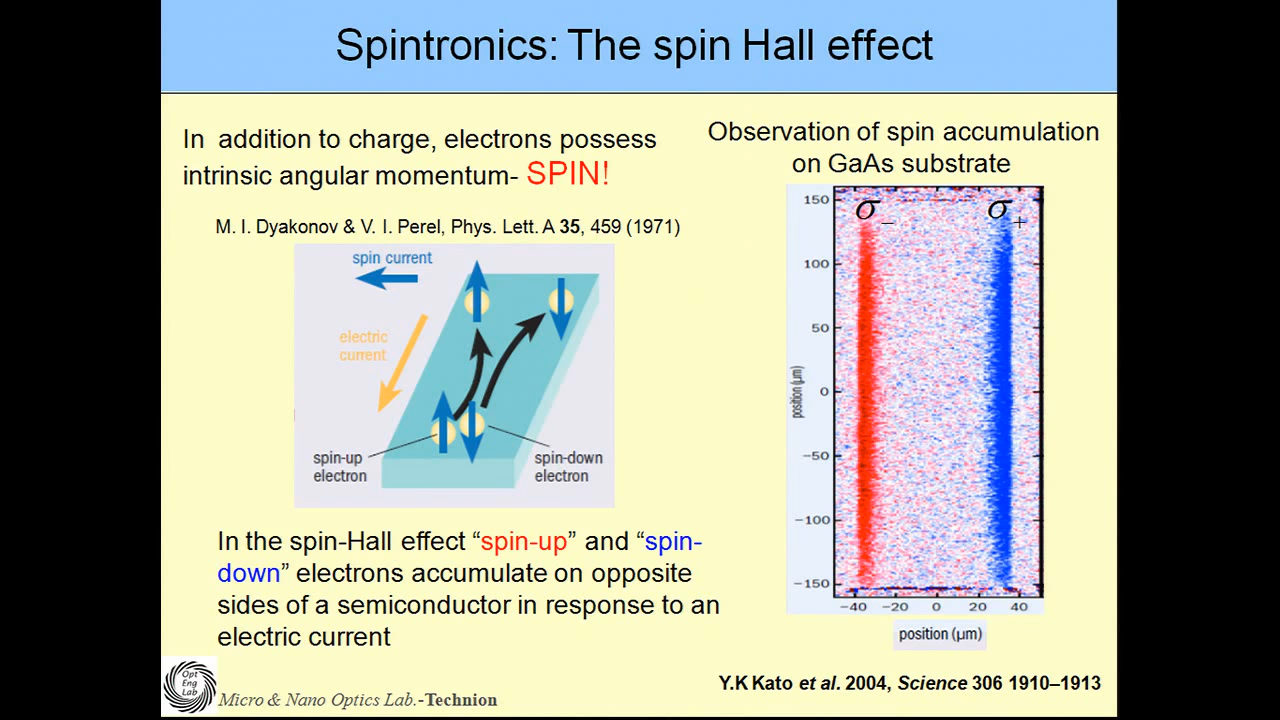 Spintronics: The spin Hall effect
In addition to charge, electrons possess
intrinsic angular momentum- SPIN!
M. I. Dyakonov & V. I. Perel, Phys. Lett. A 35, 459 (1971)
spin current
electric
current
spin-up
electron
spin-down
electron
In the spin-Hall effect “spin-up” and “spin-
down” electrons accumulate on opposite
sides of a semiconductor in response to an
electric current
Observation of spin accumulation
on GaAs substrate
σ− σ+
150
100
50
0
−50
−100
−150
position (µm)
−40 −20 0 20 40
position (µm)
Y.K Kato et al. 2004, Science 306 1910–1913
Opt
Eng
Lab
Micro & Nano Optics Lab.-Technion